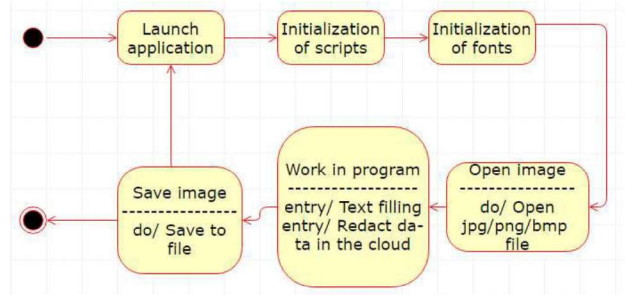 Launch
application
Initialization
of scripts
Initialization
of fonts
Save image
do/ Save to
file
Work in program
entry/ Text filling
entry/ Redact da-
ta in the cloud
Open image
do/ Open
jpg/png/bmp
file